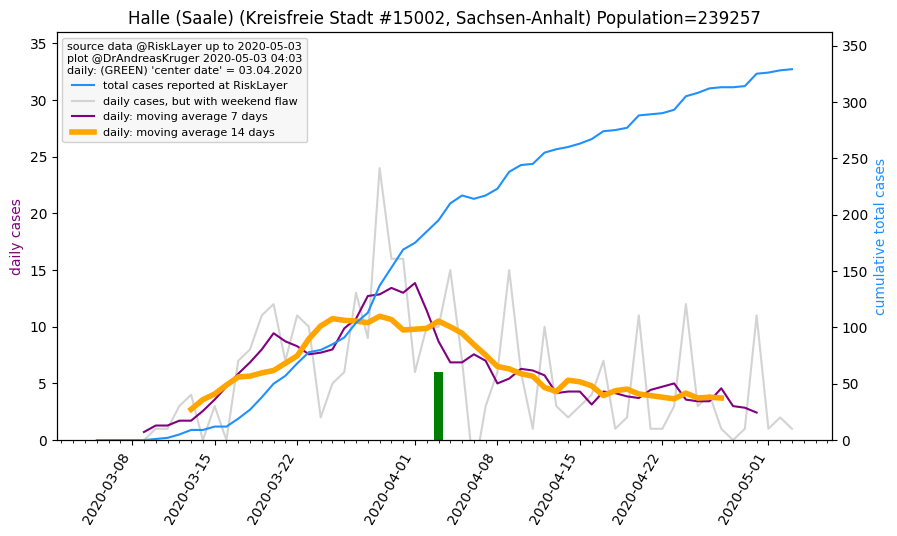 Halle (Saale) (Kreisfreie Stadt #15002, Sachsen-Anhalt) Population=239257
source data @RiskLayer up to 2020-05-03
plot @DrAndreasKruger 2020-05-03 04:03
daily: (GREEN) 'center date' = 03.04.2020
total cases reported at RiskLayer
daily cases, but with weekend flaw
daily: moving average 7 days
daily: moving average 14 days
daily cases
35
30
25
20
15
10
5
0
cumulative total cases
350
300
250
200
150
100
50
0
2020-03-08
2020-03-15
2020-03-22
2020-04-01
2020-04-08
2020-04-15
2020-04-22
2020-05-01